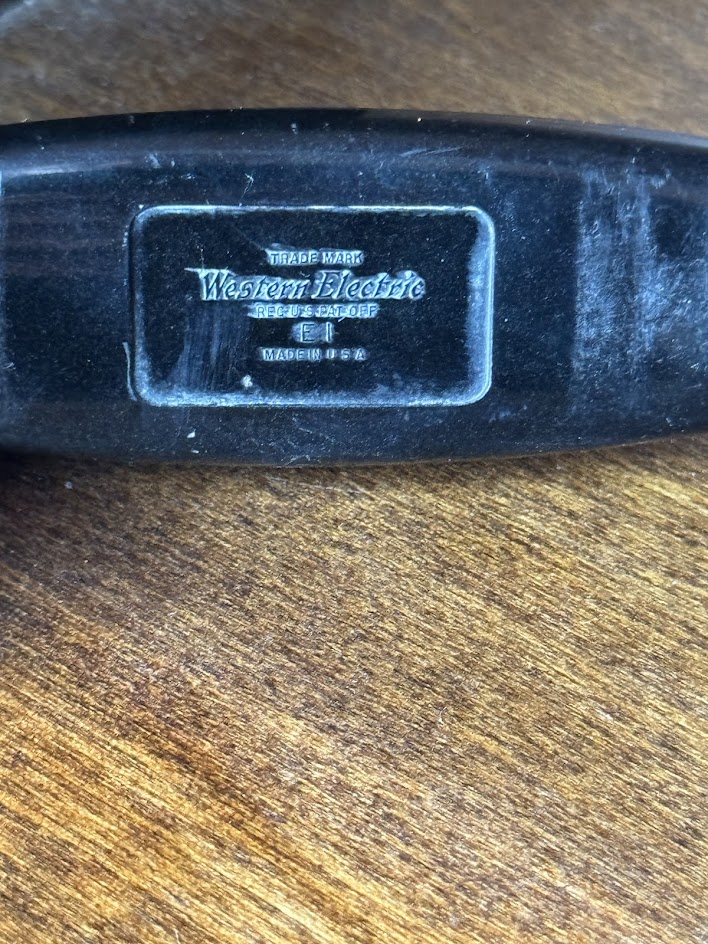 TRADE MARK
Western Electric
REG·U·S·PAT·OFF
E1
MADE IN U S A